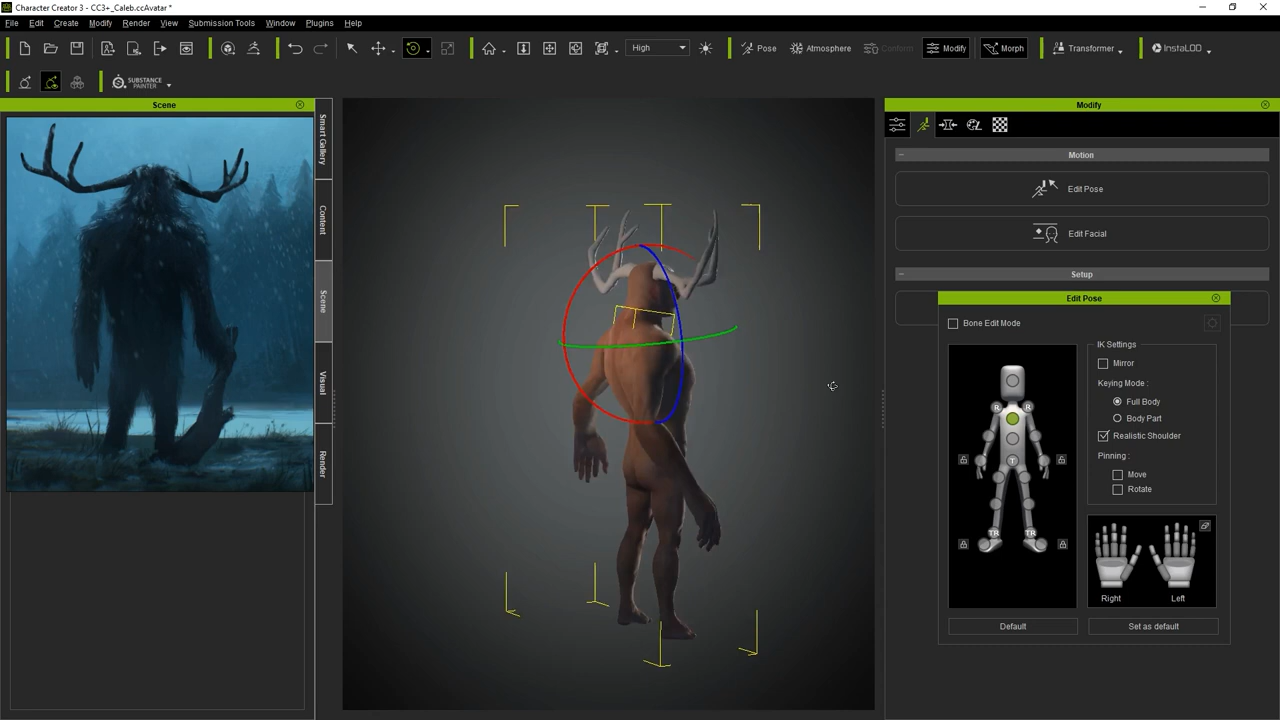 Character Creator 3 - CC3+_Caleb.ccAvatar *
File Edit Create Modify Render View Submission Tools Window Plugins Help
High Pose Atmosphere Conform Modify Morph Transformer InstaLOD
SUBSTANCE
PAINTER
Scene
Modify
Smart Gallery
Content
Scene
Visual
Render
Motion
Edit Pose
Edit Facial
Setup
Edit Pose
Bone Edit Mode
IK Settings
Mirror
Keying Mode :
Full Body
Body Part
Realistic Shoulder
Pinning :
Move
Rotate
R R
T
TR TR
Right Left
Default Set as default